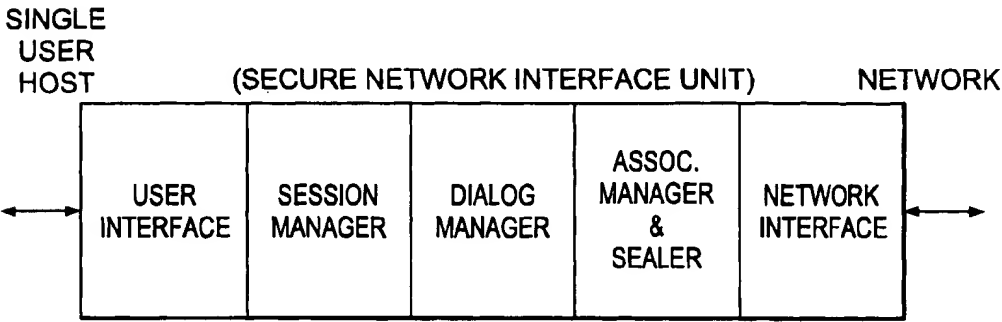 SINGLE
USER
HOST
(SECURE NETWORK INTERFACE UNIT)
NETWORK
USER
INTERFACE
SESSION
MANAGER
DIALOG
MANAGER
ASSOC.
MANAGER
&
SEALER
NETWORK
INTERFACE